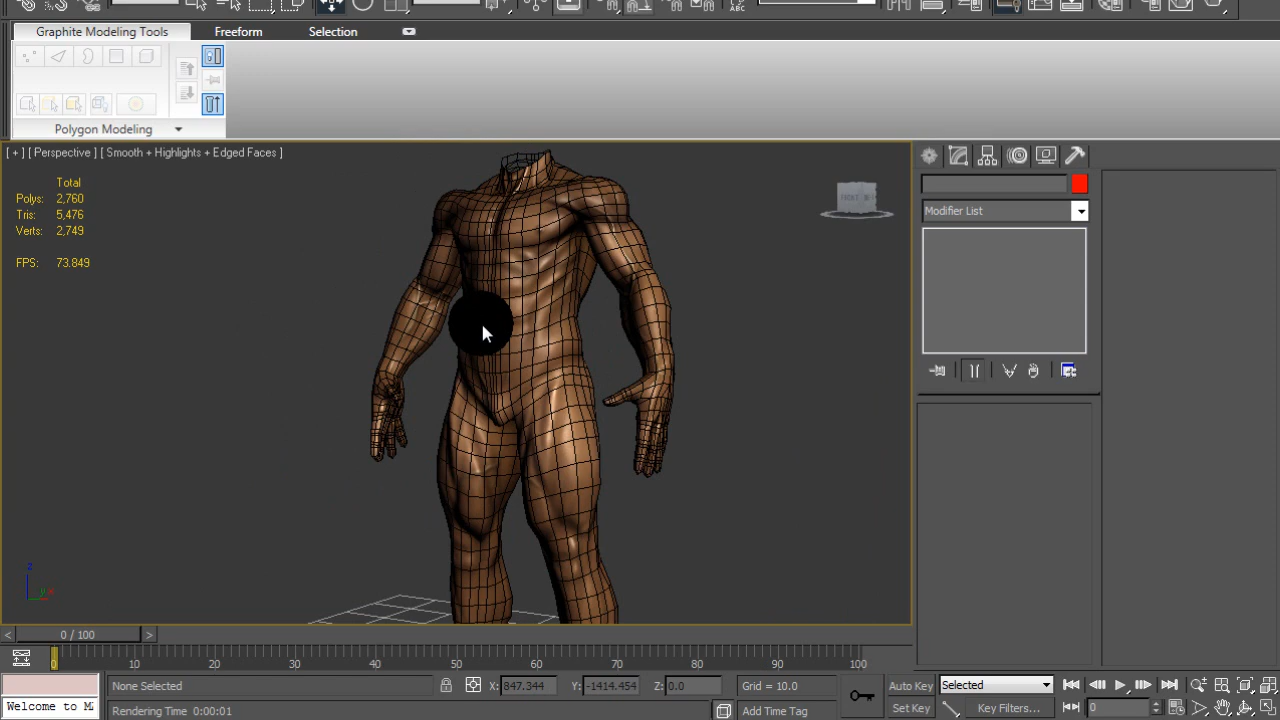 ABC
Graphite Modeling Tools Freeform Selection
Polygon Modeling
[ + ] [ Perspective ] [ Smooth + Highlights + Edged Faces ]
Total
Polys: 2,760
Tris: 5,476
Verts: 2,749
FPS: 73.849
FRONT
Modifier List
z
y x
< 0 / 100 >
0 10 20 30 40 50 60 70 80 90 100
None Selected X: 847.344 Y: -1414.454 Z: 0.0 Grid = 10.0 Auto Key Selected
Welcome to M Rendering Time 0:00:01 Add Time Tag Set Key Key Filters... 0